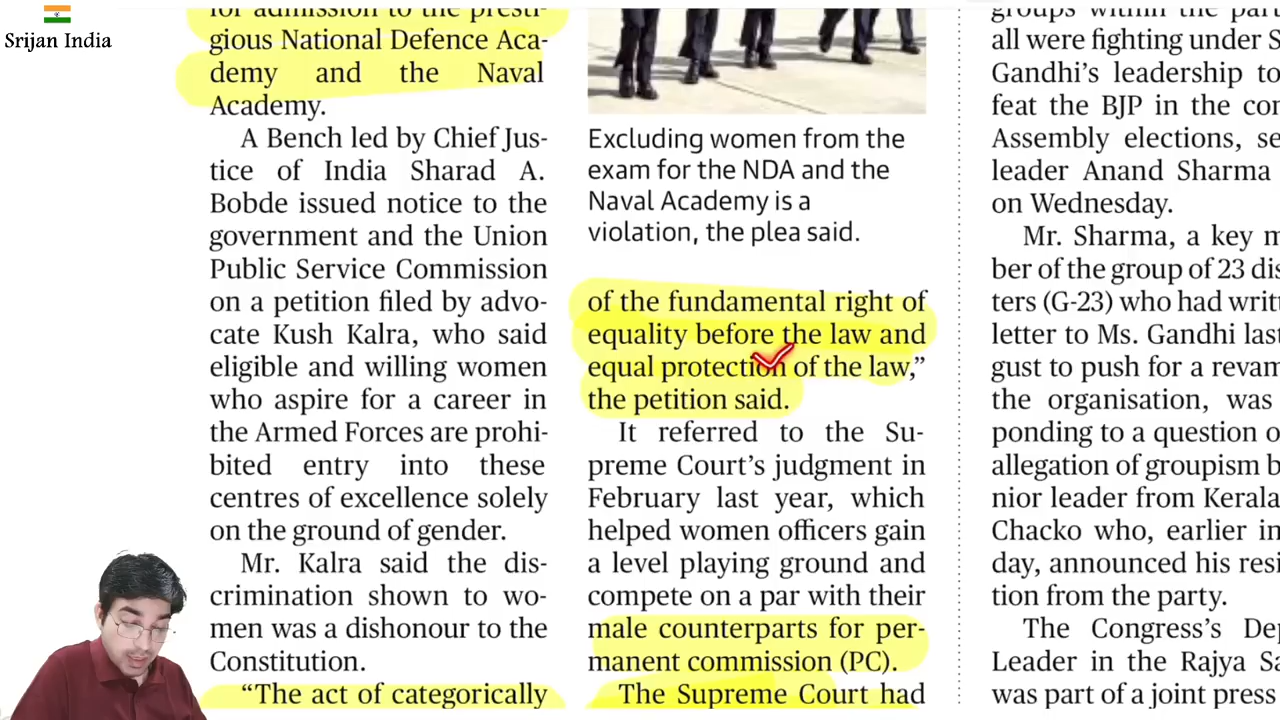 Srijan India
for admission to the presti-
gious National Defence Aca-
demy and the Naval
Academy.
A Bench led by Chief Jus-
tice of India Sharad A.
Bobde issued notice to the
government and the Union
Public Service Commission
on a petition filed by advo-
cate Kush Kalra, who said
eligible and willing women
who aspire for a career in
the Armed Forces are prohi-
bited entry into these
centres of excellence solely
on the ground of gender.
Mr. Kalra said the dis-
crimination shown to wo-
men was a dishonour to the
Constitution.
“The act of categorically
Excluding women from the
exam for the NDA and the
Naval Academy is a
violation, the plea said.
of the fundamental right of
equality before the law and
equal protection of the law,”
the petition said.
It referred to the Su-
preme Court’s judgment in
February last year, which
helped women officers gain
a level playing ground and
compete on a par with their
male counterparts for per-
manent commission (PC).
The Supreme Court had
groups within the par
all were fighting under S
Gandhi’s leadership to
feat the BJP in the con
Assembly elections, se
leader Anand Sharma
on Wednesday.
Mr. Sharma, a key m
ber of the group of 23 dis
ters (G-23) who had writ
letter to Ms. Gandhi last
gust to push for a revam
the organisation, was
ponding to a question o
allegation of groupism b
nior leader from Kerala
Chacko who, earlier in
day, announced his resi
tion from the party.
The Congress’s Dep
Leader in the Rajya Sa
was part of a joint press